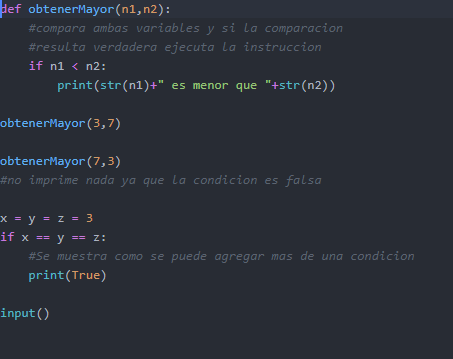 def obtenerMayor(n1,n2):
    #compara ambas variables y si la comparacion
    #resulta verdadera ejecuta la instruccion
    if n1 < n2:
        print(str(n1)+" es menor que "+str(n2))
obtenerMayor(3,7)
obtenerMayor(7,3)
#no imprime nada ya que la condicion es falsa
x = y = z = 3
if x == y == z:
    #Se muestra como se puede agregar mas de una condicion
    print(True)
input()